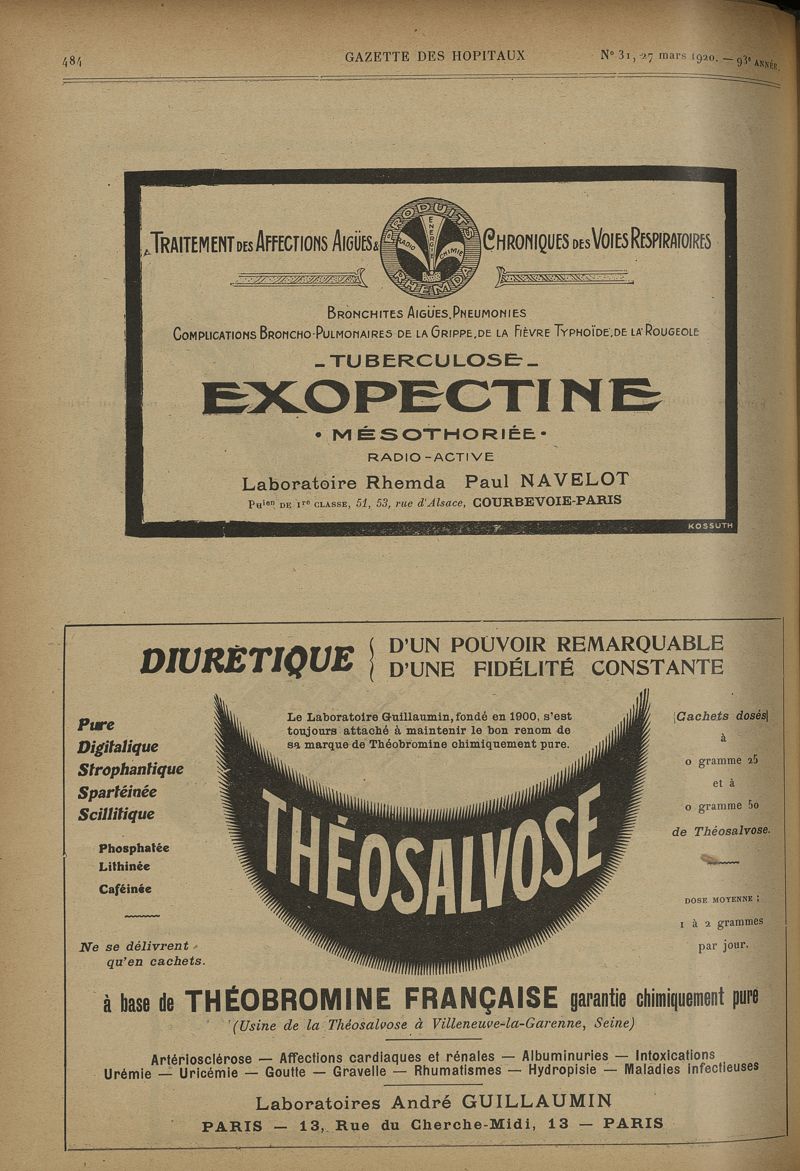 484
GAZETTE DES HOPITAUX
N° 31, 27 mars 1920. — 93e ANNÉE.
TRAITEMENT DES AFFECTIONS AIGÜES & CHRONIQUES DES VOIES RESPIRATOIRES
PRODUITS
RADIO
ENERGIE
CHIMIE
RHEMDA
BRONCHITES AIGÜES, PNEUMONIES
COMPLICATIONS BRONCHO-PULMONAIRES DE LA GRIPPE, DE LA FIÈVRE TYPHOÏDE, DE LA ROUGEOLE
– TUBERCULOSE –
EXOPECTINE
• MÉSOTHORIÉE •
RADIO-ACTIVE
Laboratoire Rhemda Paul NAVELOT
Phien DE 1re CLASSE, 51, 53, rue d'Alsace, COURBEVOIE-PARIS
KOSSUTH
DIURÉTIQUE { D'UN POUVOIR REMARQUABLE
D'UNE FIDÉLITÉ CONSTANTE
Pure
Digitalique
Strophantique
Spartéinée
Scillitique
Phosphatée
Lithinée
Caféinée
Ne se délivrent
qu'en cachets.
Le Laboratoire Guillaumin, fondé en 1900, s'est
toujours attaché à maintenir le bon renom de
sa marque de Théobromine chimiquement pure.
THÉOSALVOSE
Cachets dosés
à
0 gramme 25
et à
0 gramme 50
de Théosalvose.
DOSE MOYENNE :
1 à 2 grammes
par jour.
à base de THÉOBROMINE FRANÇAISE garantie chimiquement pure
(Usine de la Théosalvose à Villeneuve-la-Garenne, Seine)
Artériosclérose — Affections cardiaques et rénales — Albuminuries — Intoxications
Urémie — Uricémie — Goutte — Gravelle — Rhumatismes — Hydropisie — Maladies infectieuses
Laboratoires André GUILLAUMIN
PARIS — 13, Rue du Cherche-Midi, 13 — PARIS